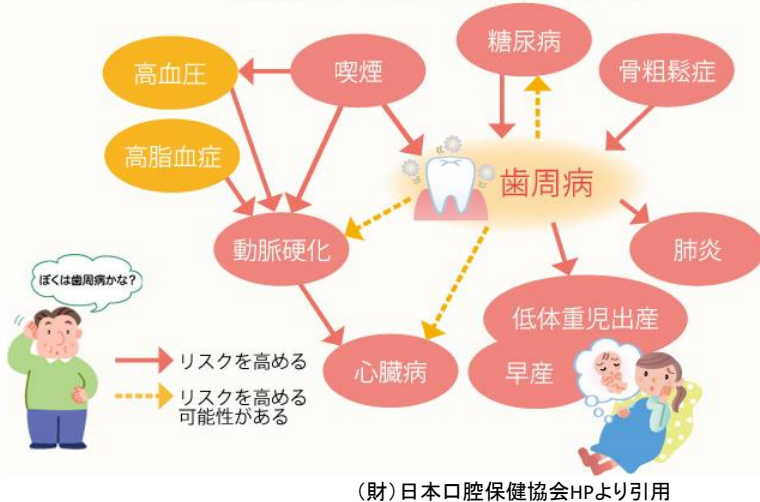 高血圧
喫煙
糖尿病
骨粗鬆症
高脂血症
歯周病
動脈硬化
肺炎
ぼくは歯周病かな？
低体重児出産
リスクを高める
心臓病
早産
リスクを高める
可能性がある
（財）日本口腔保健協会HPより引用